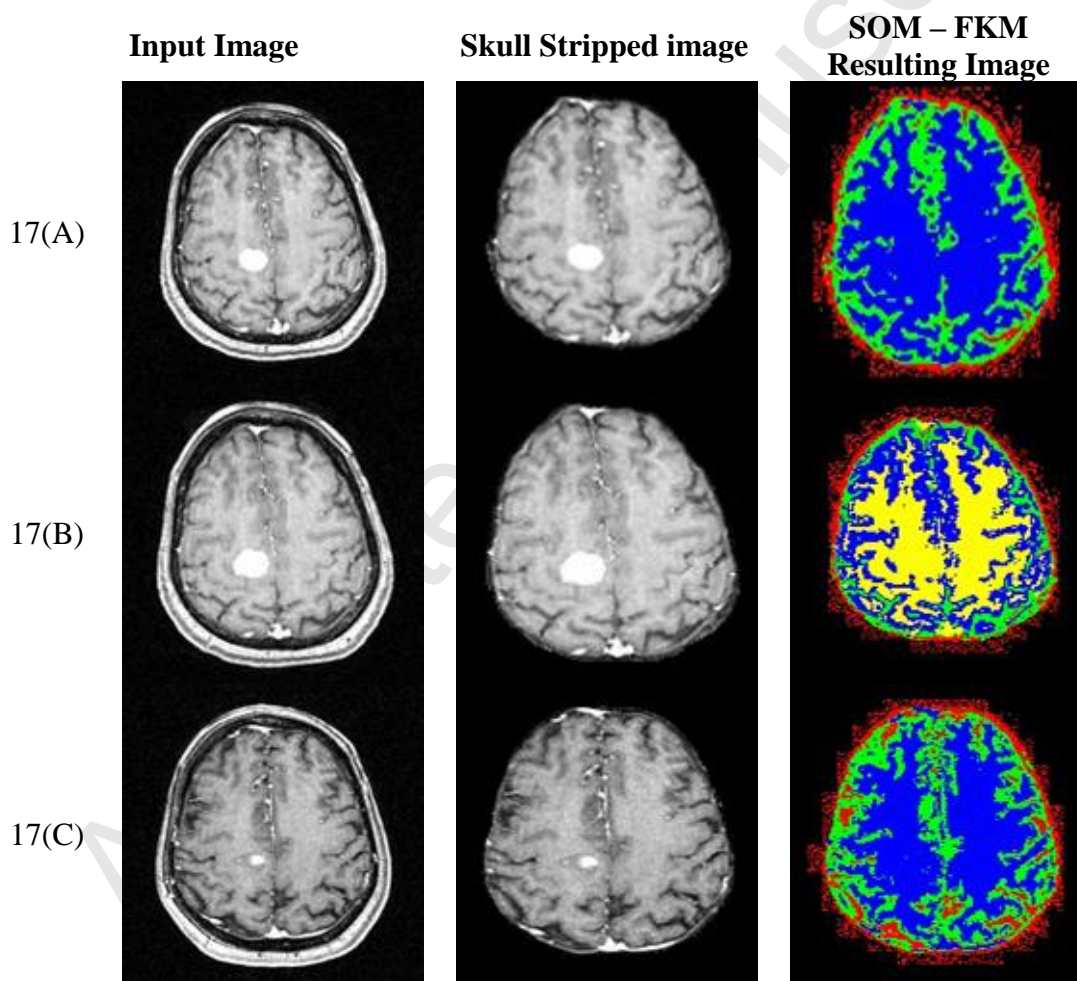 Input Image
Skull Stripped image
SOM – FKM
Resulting Image
17(A)
17(B)
17(C)